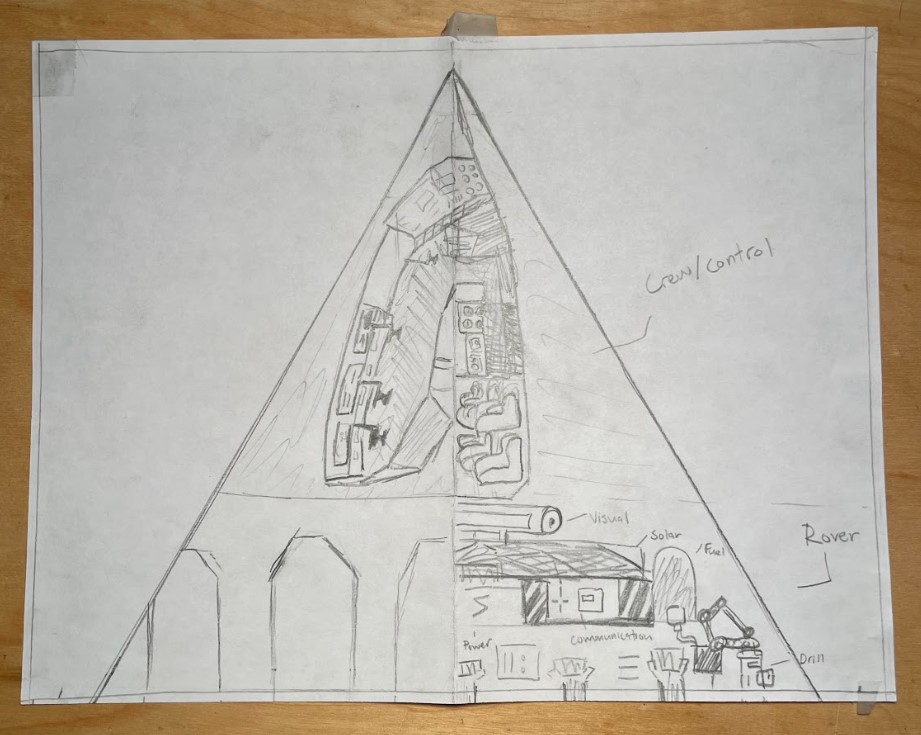 Crew/control
Visual
Solar
Fuel
Rover
Power
Communication
Drill